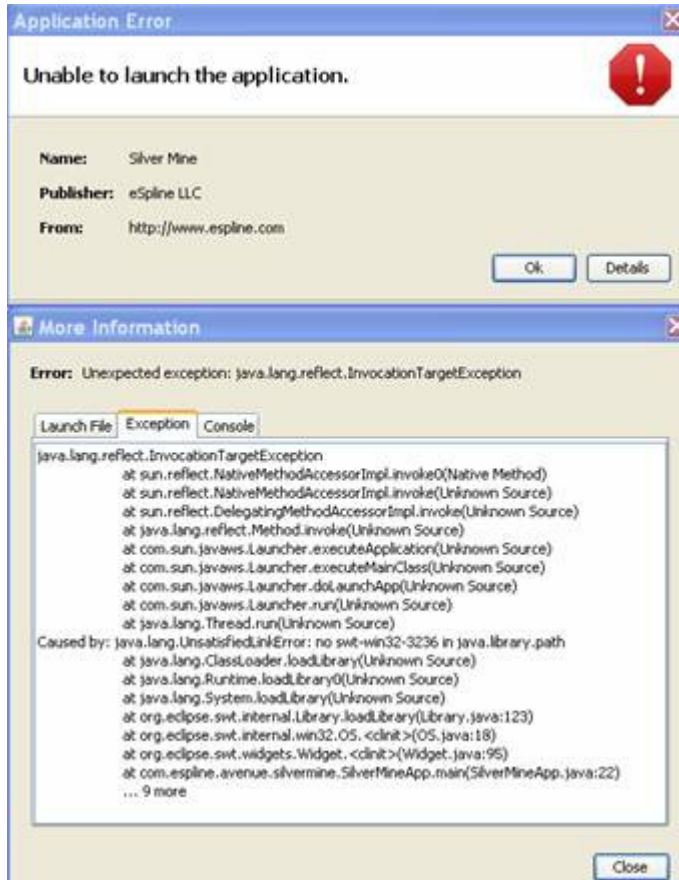 Application Error
Unable to launch the application.
Name: Silver Mine
Publisher: eSpline LLC
From: http://www.espline.com
Ok Details
More Information
Error: Unexpected exception: java.lang.reflect.InvocationTargetException
Launch File Exception Console
java.lang.reflect.InvocationTargetException
at sun.reflect.NativeMethodAccessorImpl.invoke0(Native Method)
at sun.reflect.NativeMethodAccessorImpl.invoke(Unknown Source)
at sun.reflect.DelegatingMethodAccessorImpl.invoke(Unknown Source)
at java.lang.reflect.Method.invoke(Unknown Source)
at com.sun.javaws.Launcher.executeApplication(Unknown Source)
at com.sun.javaws.Launcher.executeMainClass(Unknown Source)
at com.sun.javaws.Launcher.doLaunchApp(Unknown Source)
at com.sun.javaws.Launcher.run(Unknown Source)
at java.lang.Thread.run(Unknown Source)
Caused by: java.lang.UnsatisfiedLinkError: no swt-win32-3236 in java.library.path
at java.lang.ClassLoader.loadLibrary(Unknown Source)
at java.lang.Runtime.loadLibrary0(Unknown Source)
at java.lang.System.loadLibrary(Unknown Source)
at org.eclipse.swt.internal.Library.loadLibrary(Library.java:123)
at org.eclipse.swt.internal.win32.OS.<clinit>(OS.java:18)
at org.eclipse.swt.widgets.Widget.<clinit>(Widget.java:95)
at com.espline.avenue.silvermine.SilverMineApp.main(SilverMineApp.java:22)
... 9 more
Close